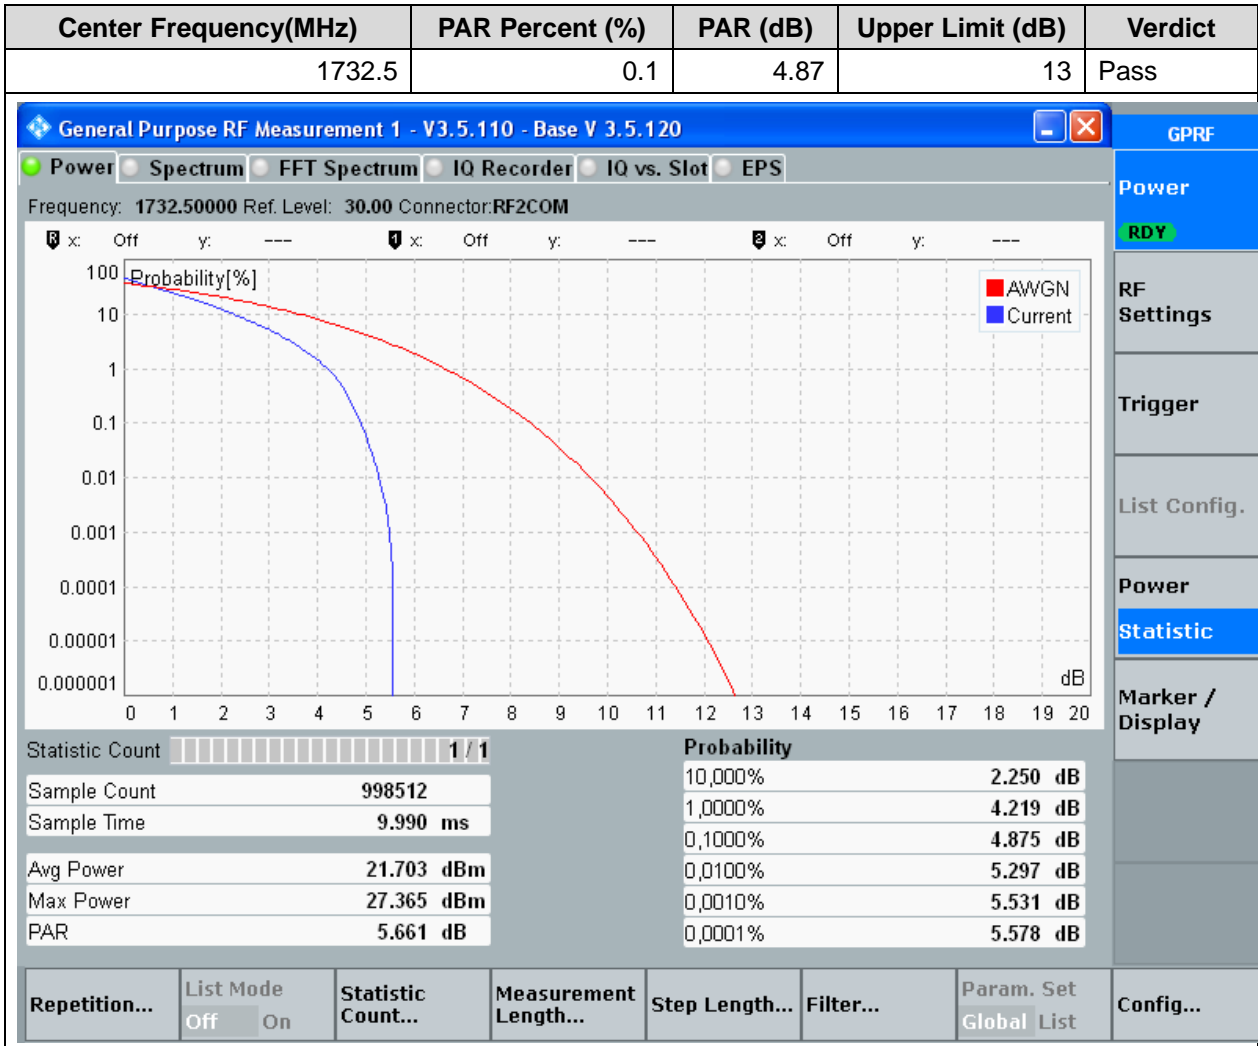 Center Frequency(MHz) PAR Percent (%) PAR (dB) Upper Limit (dB) Verdict
1732.5 0.1 4.87 13 Pass
General Purpose RF Measurement 1 - V3.5.110 - Base V 3.5.120
GPRF
Power Spectrum FFT Spectrum IQ Recorder IQ vs. Slot EPS
Power
RDY
Frequency: 1732.50000 Ref. Level: 30.00 Connector:RF2COM
R x: Off y: --- 1 x: Off y: --- 2 x: Off y: ---
100 Probability[%]
AWGN
Current
10
1
0.1
0.01
0.001
0.0001
0.00001
0.000001
dB
0 1 2 3 4 5 6 7 8 9 10 11 12 13 14 15 16 17 18 19 20
RF
Settings
Trigger
List Config.
Power
Statistic
Marker /
Display
Statistic Count 1 / 1
Sample Count 998512
Sample Time 9.990 ms
Avg Power 21.703 dBm
Max Power 27.365 dBm
PAR 5.661 dB
Probability
10,000% 2.250 dB
1,0000% 4.219 dB
0,1000% 4.875 dB
0,0100% 5.297 dB
0,0010% 5.531 dB
0,0001% 5.578 dB
Repetition...
List Mode
Off On
Statistic
Count...
Measurement
Length...
Step Length...
Filter...
Param. Set
Global List
Config...